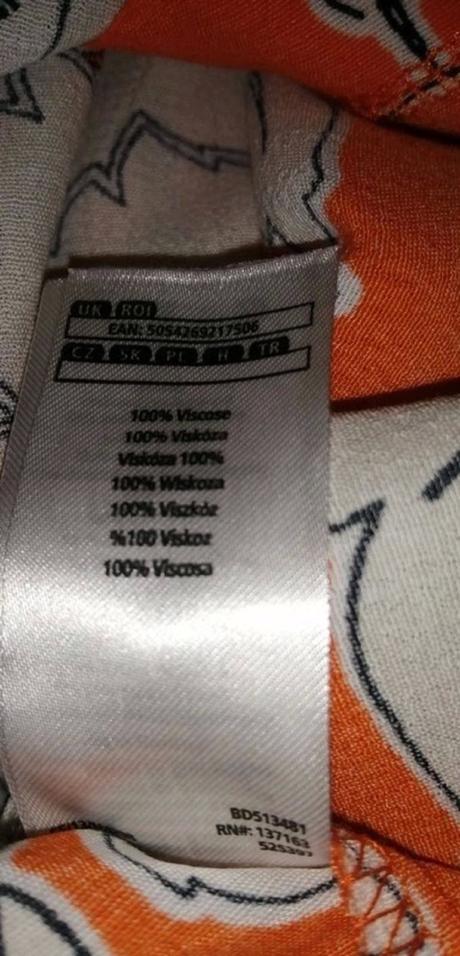 UK ROI
EAN: 5054269217506
CZ SK PL H TR
100% Viscose
100% Viskóza
Viskóza 100%
100% Wiskoza
100% Viszkóz
%100 Viskoz
100% Viscosa
BD513481
RN#: 137163